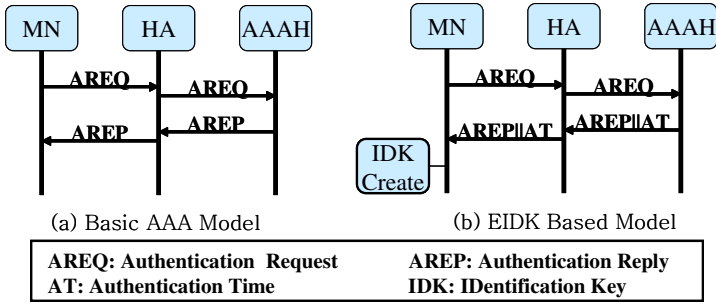 MN HA AAAH
AREQ
AREQ
AREP
AREP
(a) Basic AAA Model
MN HA AAAH
AREQ
AREQ
AREP||AT
AREP||AT
IDK
Create
(b) EIDK Based Model
AREQ: Authentication Request AREP: Authentication Reply
AT: Authentication Time IDK: IDentification Key